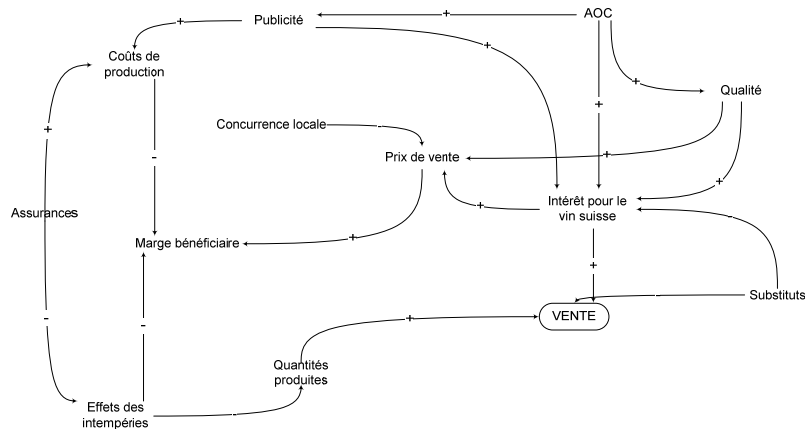 AOC
+
Publicité
+
+
Coûts de
production
+
Qualité
+
+
Concurrence locale
-
-
Prix de vente
+
+
+
Assurances
Intérêt pour le
vin suisse
+
-
Marge bénéficiaire
+
+
Substituts
-
VENTE
+
-
-
Quantités
produites
Effets des
intempéries
-